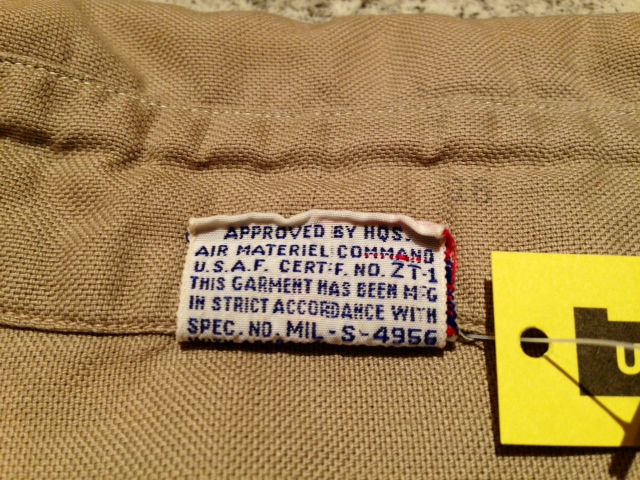 APPROVED BY HQS.
AIR MATERIEL COMMAND
U.S.A.F. CERTIF. NO. ZT-1
THIS GARMENT HAS BEEN MFG
IN STRICT ACCORDANCE WITH
SPEC. NO. MIL-S-4956
U